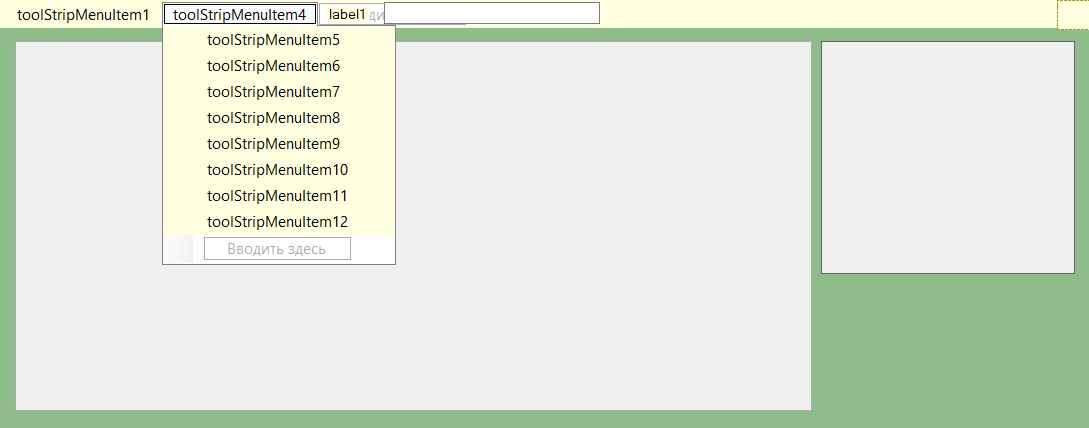 toolStripMenuItem1 toolStripMenuItem4 label1
toolStripMenuItem5
toolStripMenuItem6
toolStripMenuItem7
toolStripMenuItem8
toolStripMenuItem9
toolStripMenuItem10
toolStripMenuItem11
toolStripMenuItem12
Вводить здесь